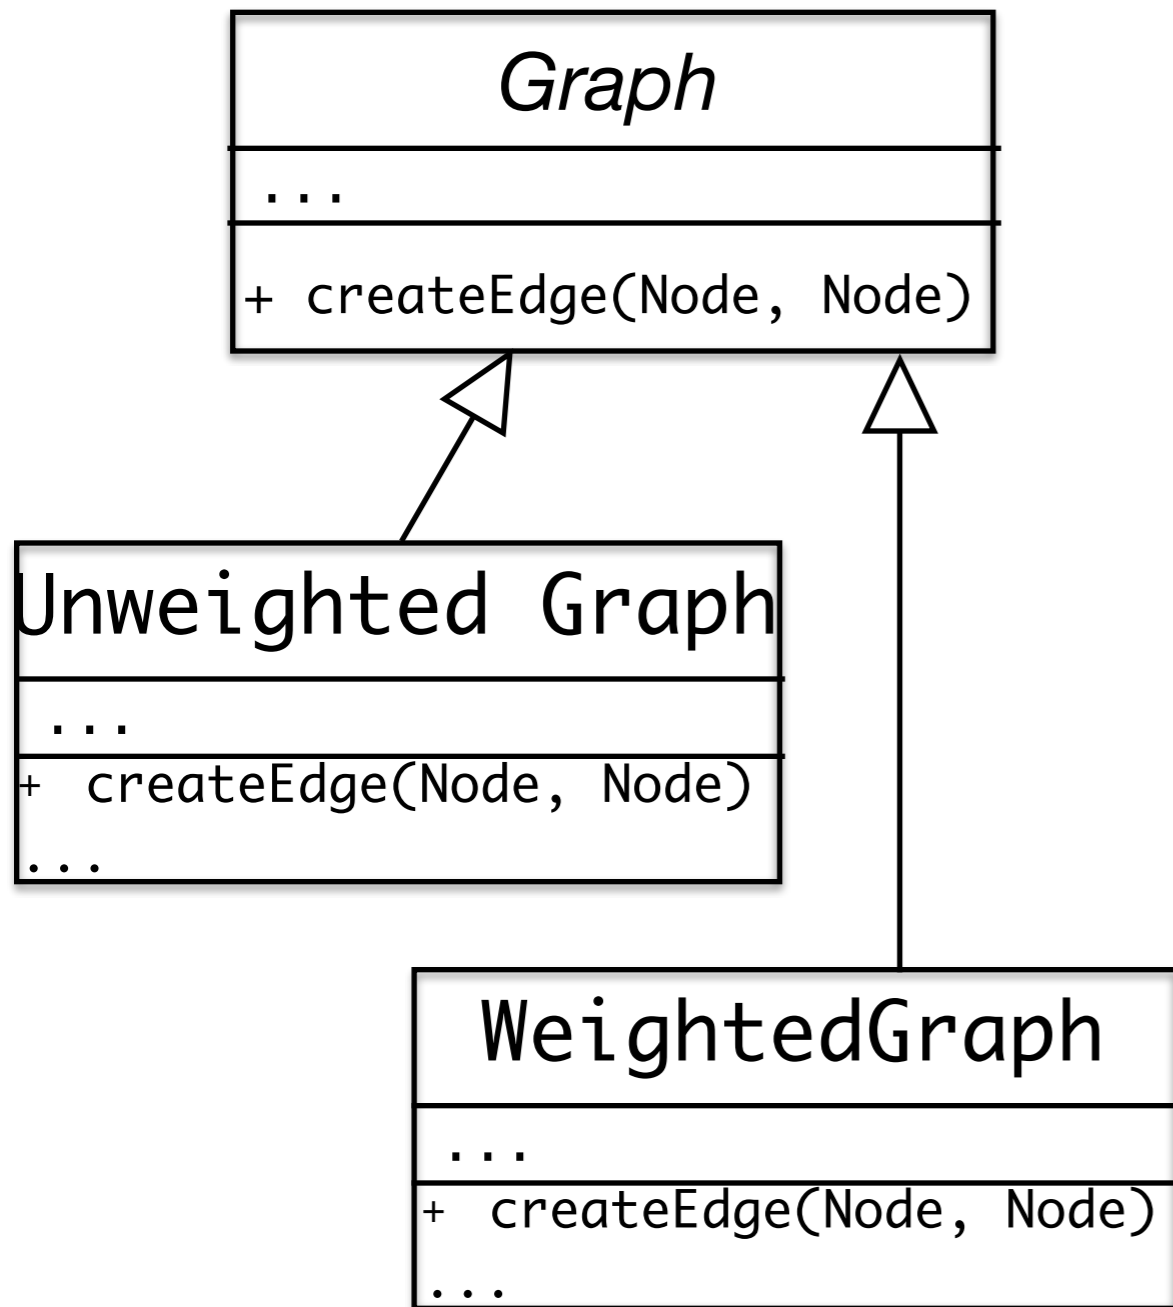 Graph
...
+ createEdge(Node, Node)
Unweighted Graph
...
+ createEdge(Node, Node)
...
WeightedGraph
...
+ createEdge(Node, Node)
...